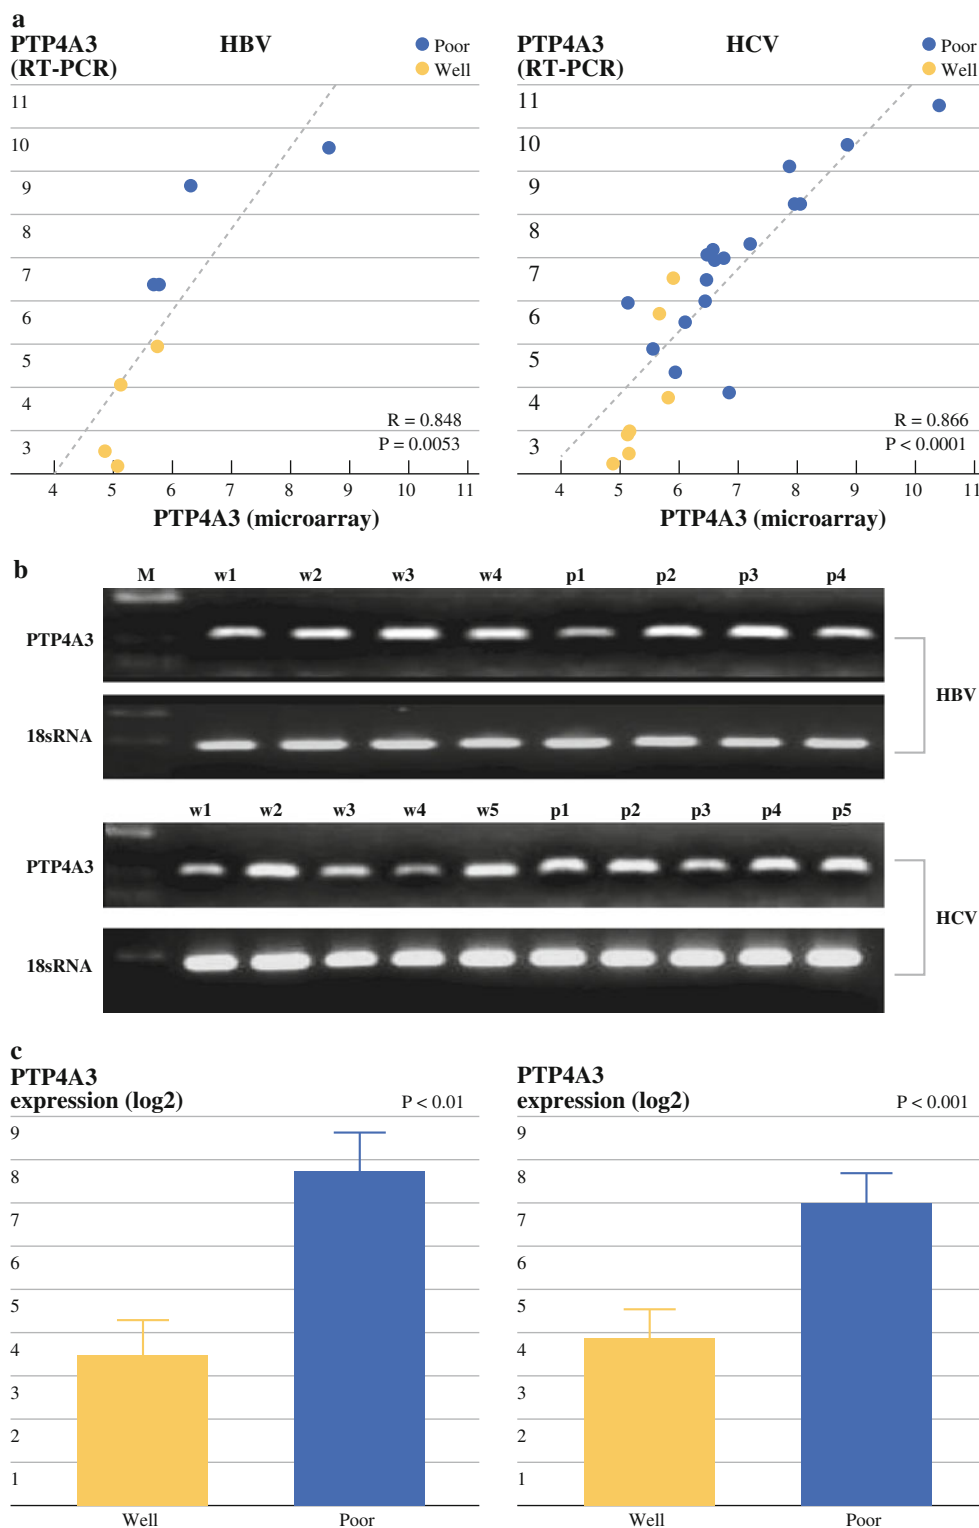 a
PTP4A3
(RT-PCR)
HBV
Poor
Well
11
10
9
8
7
6
5
4
3
R = 0.848
P = 0.0053
4 5 6 7 8 9 10 11
PTP4A3 (microarray)
PTP4A3
(RT-PCR)
HCV
Poor
Well
11
10
9
8
7
6
5
4
3
R = 0.866
P < 0.0001
4 5 6 7 8 9 10 11
PTP4A3 (microarray)
b
M w1 w2 w3 w4 p1 p2 p3 p4
PTP4A3
18sRNA
HBV
w1 w2 w3 w4 w5 p1 p2 p3 p4 p5
PTP4A3
18sRNA
HCV
c
PTP4A3
expression (log2)
P < 0.01
9
8
7
6
5
4
3
2
1
Well Poor
PTP4A3
expression (log2)
P < 0.001
9
8
7
6
5
4
3
2
1
Well Poor